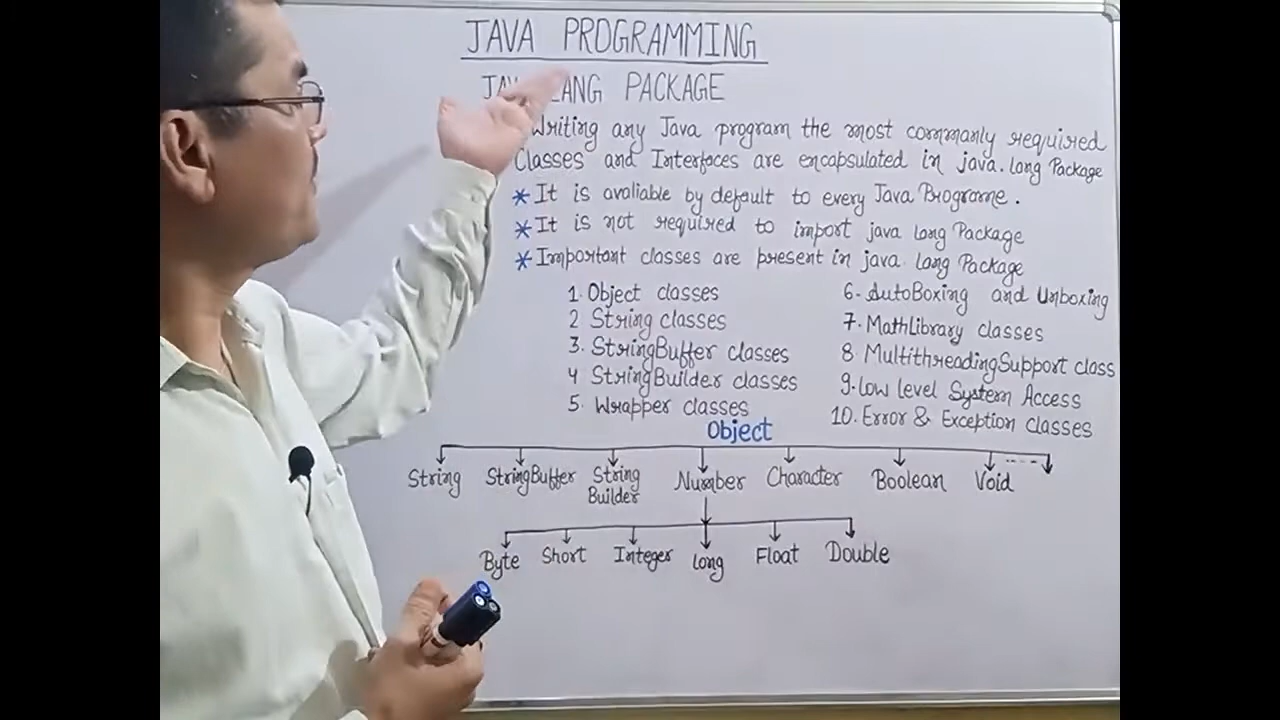 JAVA PROGRAMMING
LANG PACKAGE
Writing any Java program the most commonly required
Classes and Interfaces are encapsulated in java. lang Package
* It is avaliable by default to every Java Programe.
* It is not required to import java lang Package
* Important classes are present in java. lang Package
1. Object classes
2 String classes
3. StringBuffer classes
4 StringBuilder classes
5. Wrapper classes
6- AutoBoxing and Unboxing
7. MathLibrary classes
8. MultithreadingSupport class
9. low level System Access
10. Error & Exception classes
Object
String StringBuffer String Builder Number Character Boolean Void
Byte Short Integer long Float Double